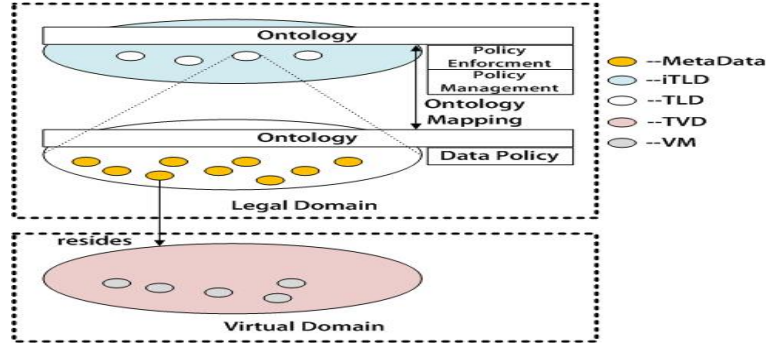 Ontology
Policy
Enforcment
Policy
Management
Ontology
Mapping
Ontology
Data Policy
Legal Domain
resides
Virtual Domain
--MetaData
--iTLD
--TLD
--TVD
--VM